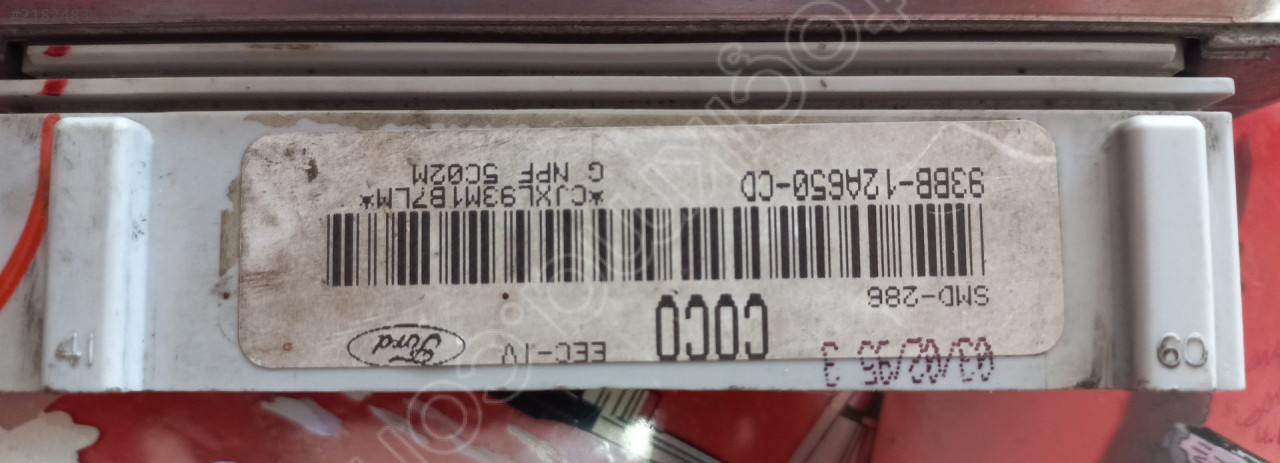 03/02/95 3
COCO EEC-IV Ford
SMD-286
93BB-12A650-CD *CJXL93M1B7LM*
G NPF 5C02M
41
60